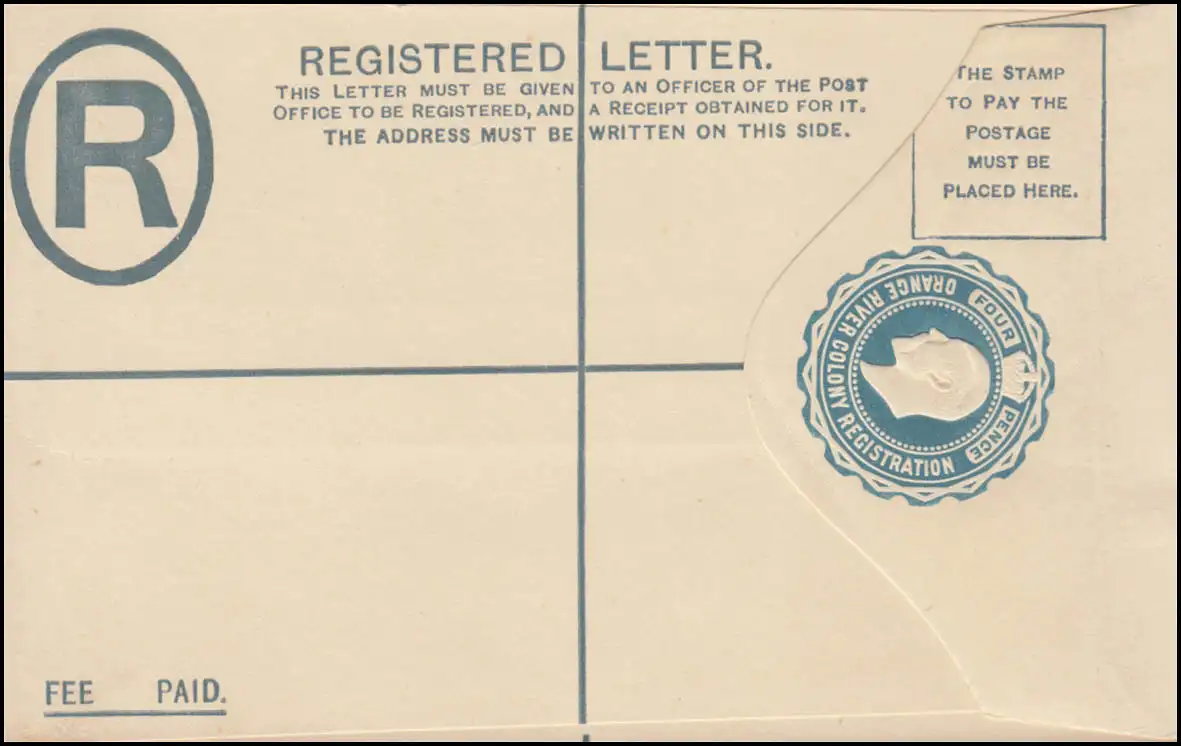 R
REGISTERED LETTER.
THIS LETTER MUST BE GIVEN TO AN OFFICER OF THE POST
OFFICE TO BE REGISTERED, AND A RECEIPT OBTAINED FOR IT.
THE ADDRESS MUST BE WRITTEN ON THIS SIDE.
THE STAMP
TO PAY THE
POSTAGE
MUST BE
PLACED HERE.
ORANGE RIVER COLONY REGISTRATION
FOUR
PENCE
FEE PAID.